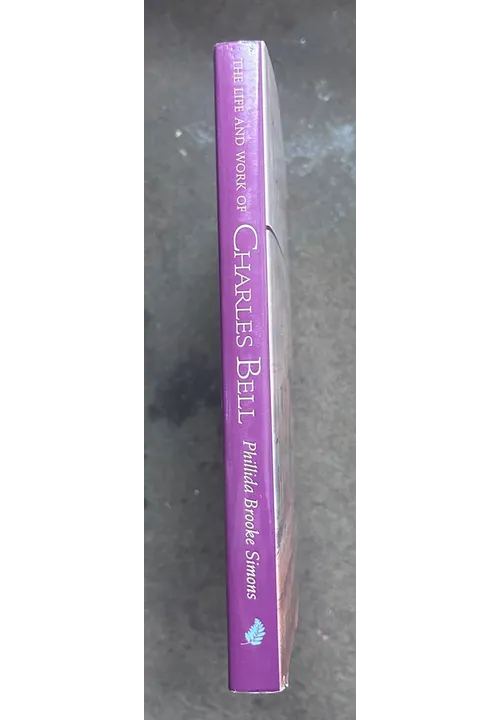 THE LIFE AND WORK OF CHARLES BELL Phillida Brooke Simons